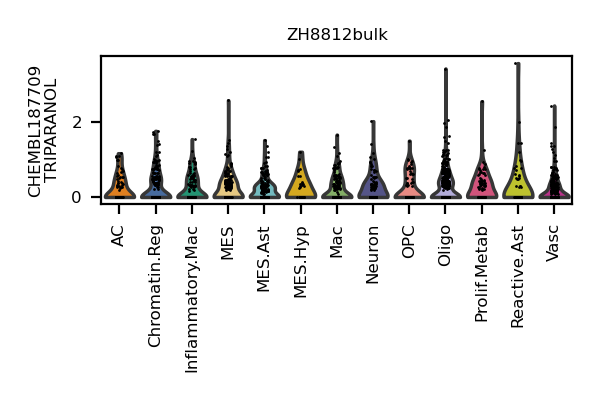 ZH8812bulk
CHEMBL187709
TRIPARANOL
2
0
AC
Chromatin.Reg
Inflammatory.Mac
MES
MES.Ast
MES.Hyp
Mac
Neuron
OPC
Oligo
Prolif.Metab
Reactive.Ast
Vasc